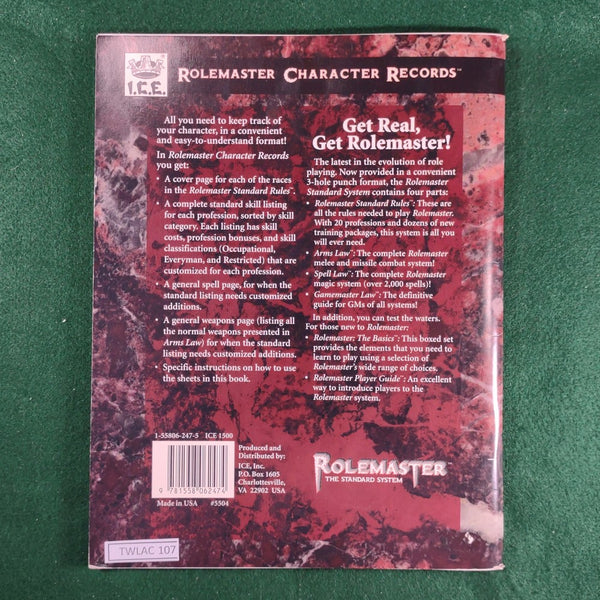 I.C.E.
ROLEMASTER CHARACTER RECORDS™
All you need to keep track of
your character, in a convenient
and easy-to-understand format!
In Rolemaster Character Records
you get:
• A cover page for each of the races
in the Rolemaster Standard Rules™.
• A complete standard skill listing
for each profession, sorted by skill
category. Each listing has skill
costs, profession bonuses, and skill
classifications (Occupational,
Everyman, and Restricted) that are
customized for each profession.
• A general spell page, for when the
standard listing needs customized
additions.
• A general weapons page (listing all
the normal weapons presented in
Arms Law) for when the standard
listing needs customized additions.
• Specific instructions on how to use
the sheets in this book.
Get Real,
Get Rolemaster!
The latest in the evolution of role
playing. Now provided in a convenient
3-hole punch format, the Rolemaster
Standard System contains four parts:
• Rolemaster Standard Rules™: These are
all the rules needed to play Rolemaster.
With 20 professions and dozens of new
training packages, this system is all you
will ever need.
• Arms Law™: The complete Rolemaster
melee and missile combat system!
• Spell Law™: The complete Rolemaster
magic system (over 2,000 spells)!
• Gamemaster Law™: The definitive
guide for GMs of all systems!
In addition, you can test the waters.
For those new to Rolemaster:
• Rolemaster: The Basics™: This boxed set
provides the elements that you need to
learn to play using a selection of
Rolemaster's wide range of choices.
• Rolemaster Player Guide™: An excellent
way to introduce players to the
Rolemaster system.
1-55806-247-5 ICE 1500
9 781558 062474
Made in USA #5504
Produced and
Distributed by:
ICE, Inc.
P.O. Box 1605
Charlottesville,
VA 22902 USA
ROLEMASTER™
THE STANDARD SYSTEM
TWLAC 107